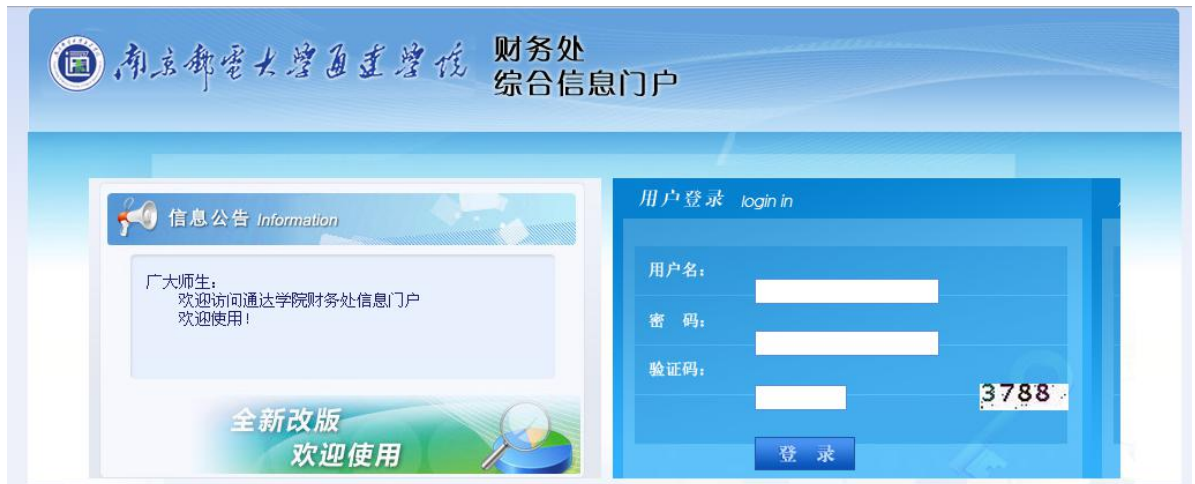 南京邮电大学通达学院
财务处
综合信息门户
信息公告 Information
广大师生：
欢迎访问通达学院财务处信息门户
欢迎使用！
全新改版
欢迎使用
用户登录 login in
用户名：
密 码：
验证码：
3788
登 录